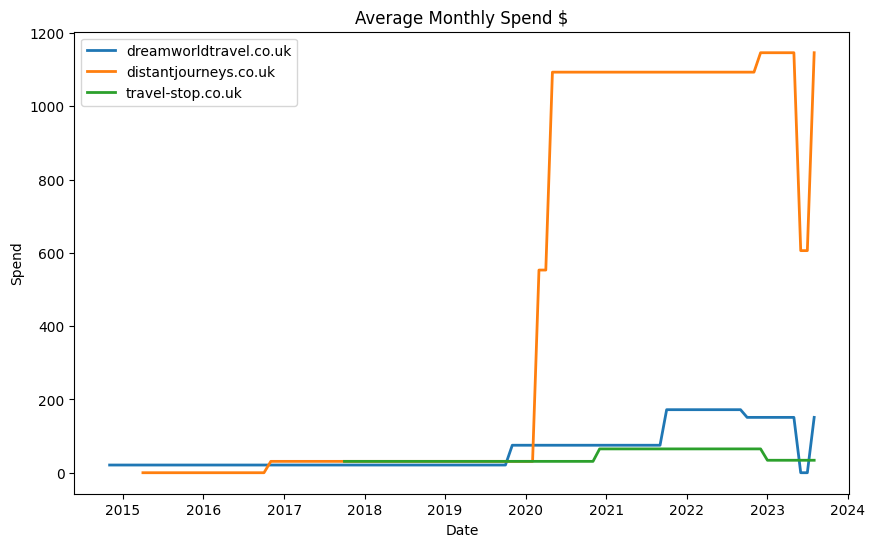 Average Monthly Spend $
dreamworldtravel.co.uk
distantjourneys.co.uk
travel-stop.co.uk
1200
1000
800
600
400
200
0
Spend
2015 2016 2017 2018 2019 2020 2021 2022 2023 2024
Date